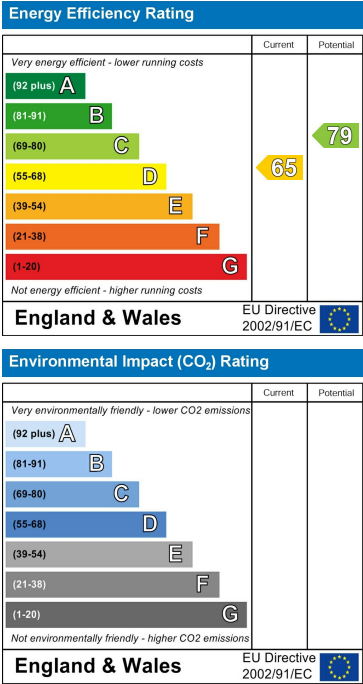 Energy Efficiency Rating
Current Potential
Very energy efficient - lower running costs
(92 plus) A
(81-91) B
(69-80) C
(55-68) D
(39-54) E
(21-38) F
(1-20) G
65
79
Not energy efficient - higher running costs
England & Wales
EU Directive
2002/91/EC
Environmental Impact (CO₂) Rating
Current Potential
Very environmentally friendly - lower CO2 emissions
(92 plus) A
(81-91) B
(69-80) C
(55-68) D
(39-54) E
(21-38) F
(1-20) G
Not environmentally friendly - higher CO2 emissions
England & Wales
EU Directive
2002/91/EC